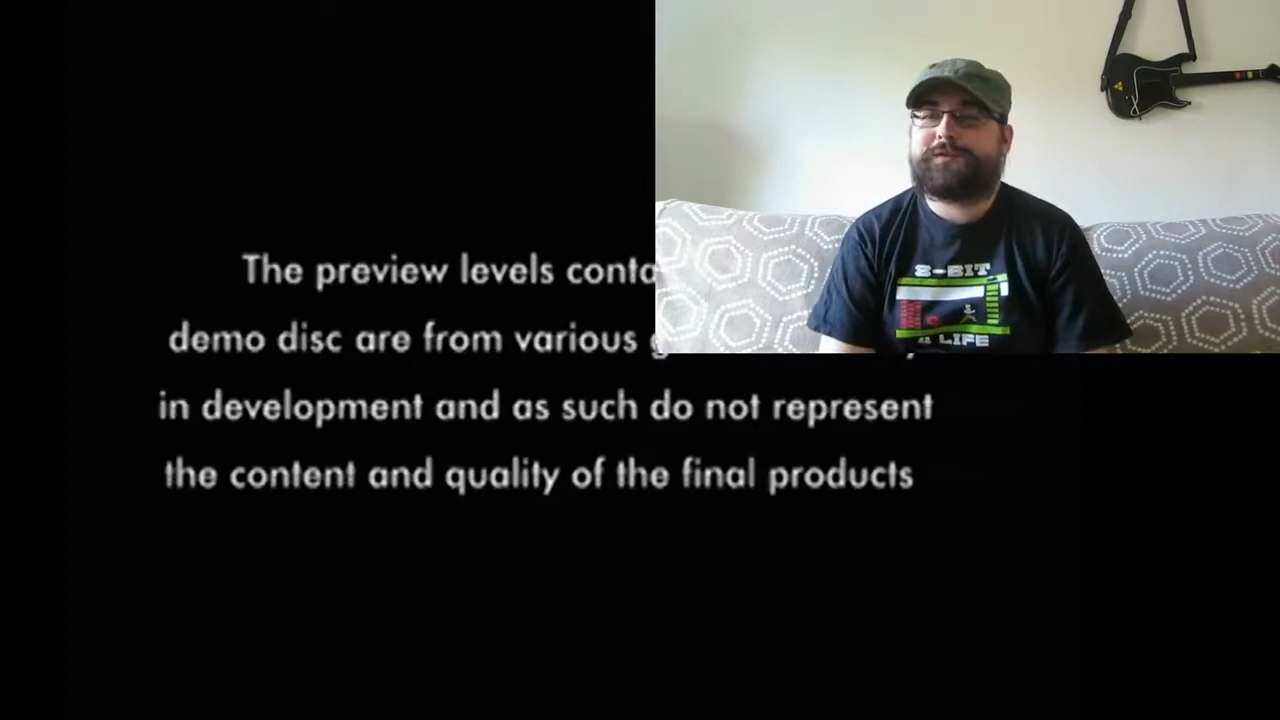 The preview levels
demo disc are from various
in development and as such do not represent
the content and quality of the final products
8-BIT
4 LIFE